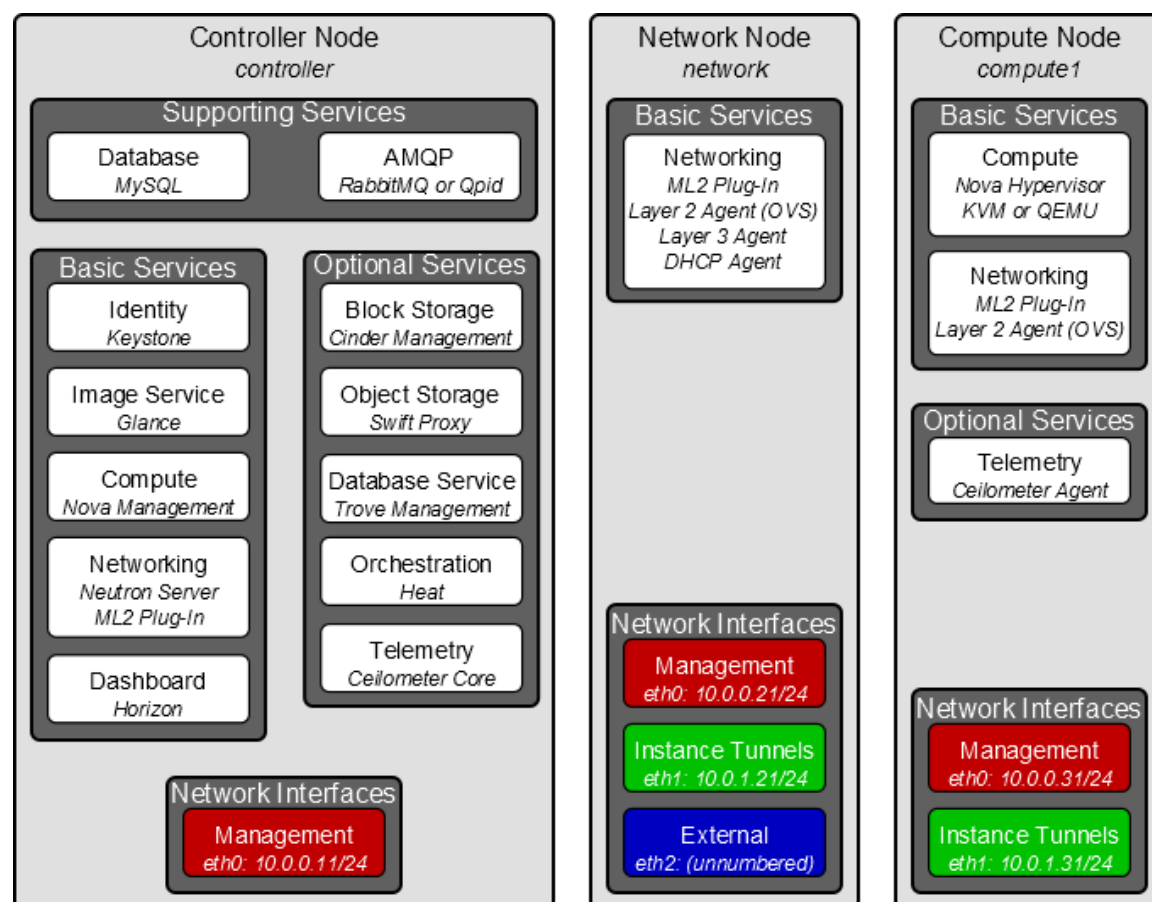 Controller Node
controller
Supporting Services
Database
MySQL
AMQP
RabbitMQ or Qpid
Basic Services
Identity
Keystone
Image Service
Glance
Compute
Nova Management
Networking
Neutron Server
ML2 Plug-In
Dashboard
Horizon
Optional Services
Block Storage
Cinder Management
Object Storage
Swift Proxy
Database Service
Trove Management
Orchestration
Heat
Telemetry
Ceilometer Core
Network Interfaces
Management
eth0: 10.0.0.11/24
Network Node
network
Basic Services
Networking
ML2 Plug-In
Layer 2 Agent (OVS)
Layer 3 Agent
DHCP Agent
Network Interfaces
Management
eth0: 10.0.0.21/24
Instance Tunnels
eth1: 10.0.1.21/24
External
eth2: (unnumbered)
Compute Node
compute1
Basic Services
Compute
Nova Hypervisor
KVM or QEMU
Networking
ML2 Plug-In
Layer 2 Agent (OVS)
Optional Services
Telemetry
Ceilometer Agent
Network Interfaces
Management
eth0: 10.0.0.31/24
Instance Tunnels
eth1: 10.0.1.31/24